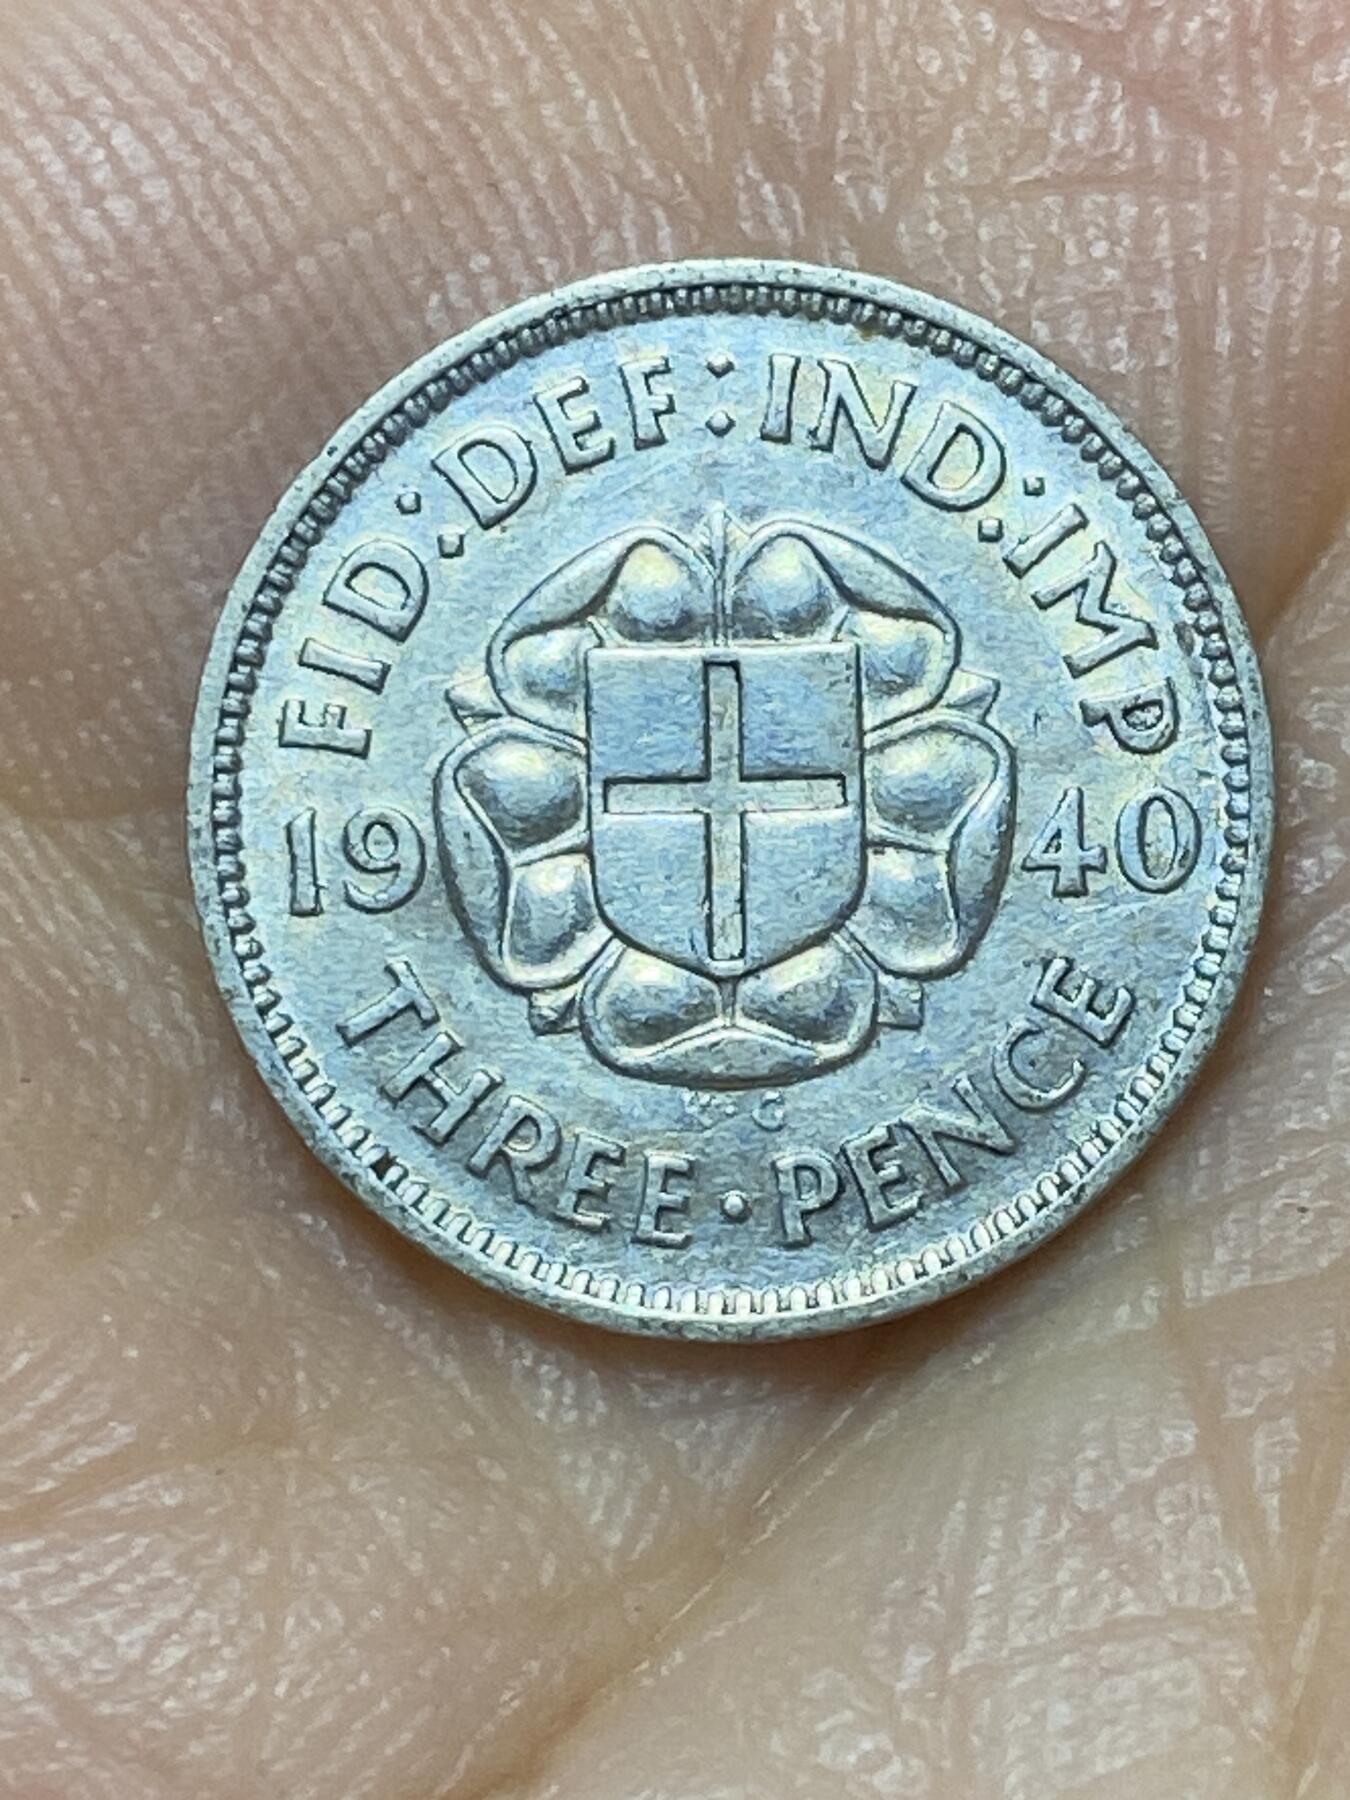 FID:DEF:IND:IMP
1940
K·G
THREE·PENCE